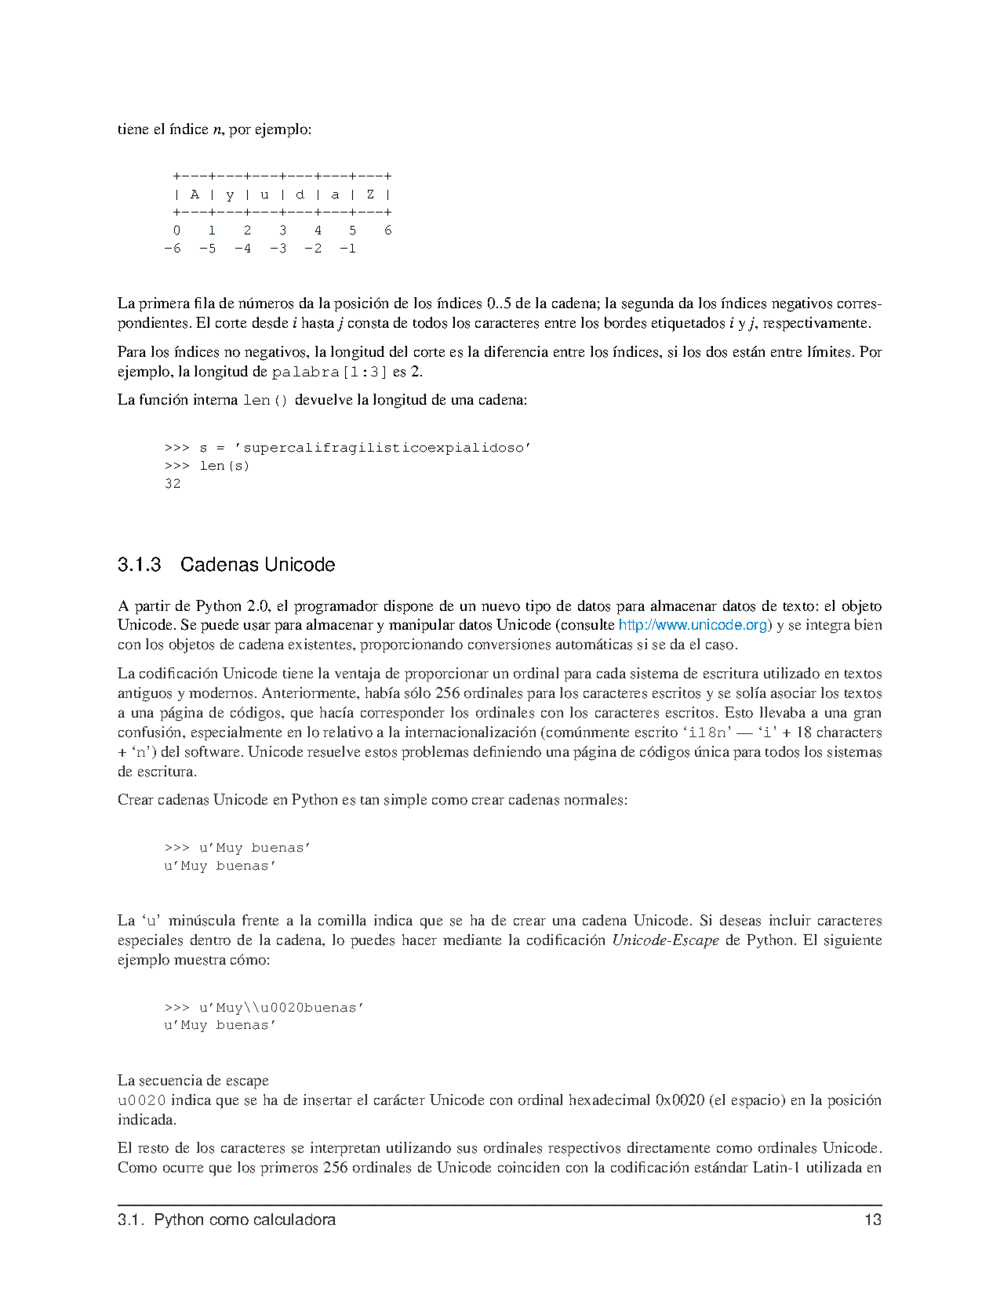 tiene el índice n, por ejemplo:
+---+---+---+---+---+---+
| A | y | u | d | a | Z |
+---+---+---+---+---+---+
0 1 2 3 4 5 6
-6 -5 -4 -3 -2 -1
La primera fila de números da la posición de los índices 0..5 de la cadena; la segunda da los índices negativos corres-
pondientes. El corte desde i hasta j consta de todos los caracteres entre los bordes etiquetados i y j, respectivamente.
Para los índices no negativos, la longitud del corte es la diferencia entre los índices, si los dos están entre límites. Por
ejemplo, la longitud de palabra[1:3] es 2.
La función interna len() devuelve la longitud de una cadena:
>>> s = 'supercalifragilisticoexpialidoso'
>>> len(s)
32
3.1.3 Cadenas Unicode
A partir de Python 2.0, el programador dispone de un nuevo tipo de datos para almacenar datos de texto: el objeto
Unicode. Se puede usar para almacenar y manipular datos Unicode (consulte http://www.unicode.org) y se integra bien
con los objetos de cadena existentes, proporcionando conversiones automáticas si se da el caso.
La codificación Unicode tiene la ventaja de proporcionar un ordinal para cada sistema de escritura utilizado en textos
antiguos y modernos. Anteriormente, había sólo 256 ordinales para los caracteres escritos y se solía asociar los textos
a una página de códigos, que hacía corresponder los ordinales con los caracteres escritos. Esto llevaba a una gran
confusión, especialmente en lo relativo a la internacionalización (comúnmente escrito ‘i18n’ — ‘i’ + 18 characters
+ ‘n’) del software. Unicode resuelve estos problemas definiendo una página de códigos única para todos los sistemas
de escritura.
Crear cadenas Unicode en Python es tan simple como crear cadenas normales:
>>> u'Muy buenas'
u'Muy buenas'
La ‘u’ minúscula frente a la comilla indica que se ha de crear una cadena Unicode. Si deseas incluir caracteres
especiales dentro de la cadena, lo puedes hacer mediante la codificación Unicode-Escape de Python. El siguiente
ejemplo muestra cómo:
>>> u'Muy\\u0020buenas'
u'Muy buenas'
La secuencia de escape
u0020 indica que se ha de insertar el carácter Unicode con ordinal hexadecimal 0x0020 (el espacio) en la posición
indicada.
El resto de los caracteres se interpretan utilizando sus ordinales respectivos directamente como ordinales Unicode.
Como ocurre que los primeros 256 ordinales de Unicode coinciden con la codificación estándar Latin-1 utilizada en
3.1. Python como calculadora 13